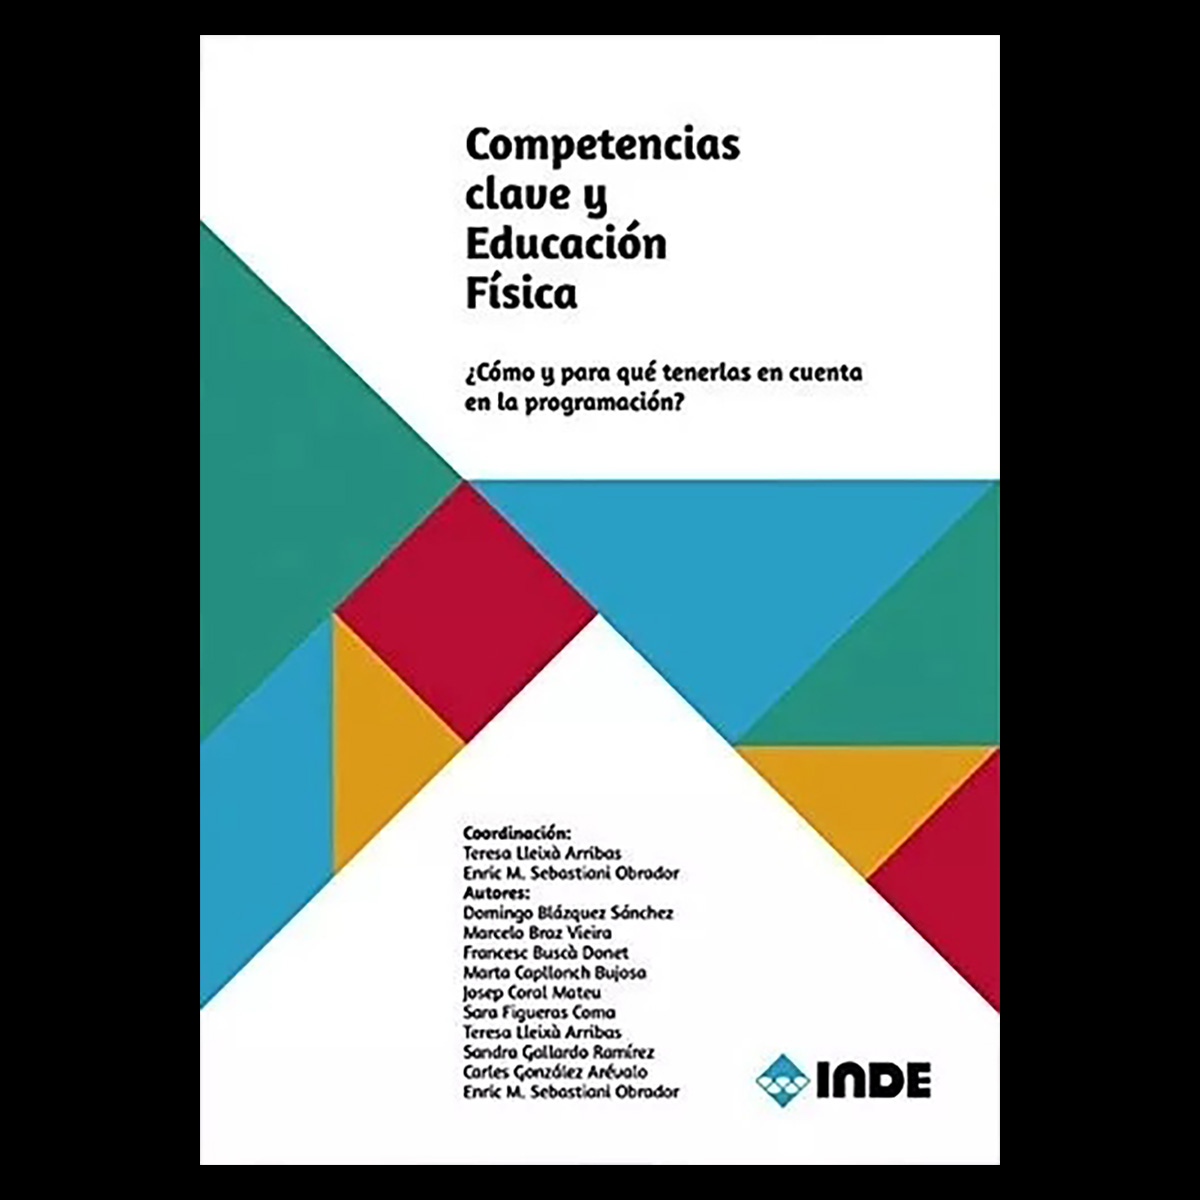 Competencias
clave y
Educación
Física
¿Cómo y para qué tenerlas en cuenta
en la programación?
Coordinación:
Teresa Lleixà Arribas
Enric M. Sebastiani Obrador
Autores:
Domingo Blázquez Sánchez
Marcelo Braz Vieira
Francesc Buscà Donet
Marta Capllonch Bujosa
Josep Coral Mateu
Sara Figueras Coma
Teresa Lleixà Arribas
Sandra Gallardo Ramírez
Carles González Arévalo
Enric M. Sebastiani Obrador
INDE